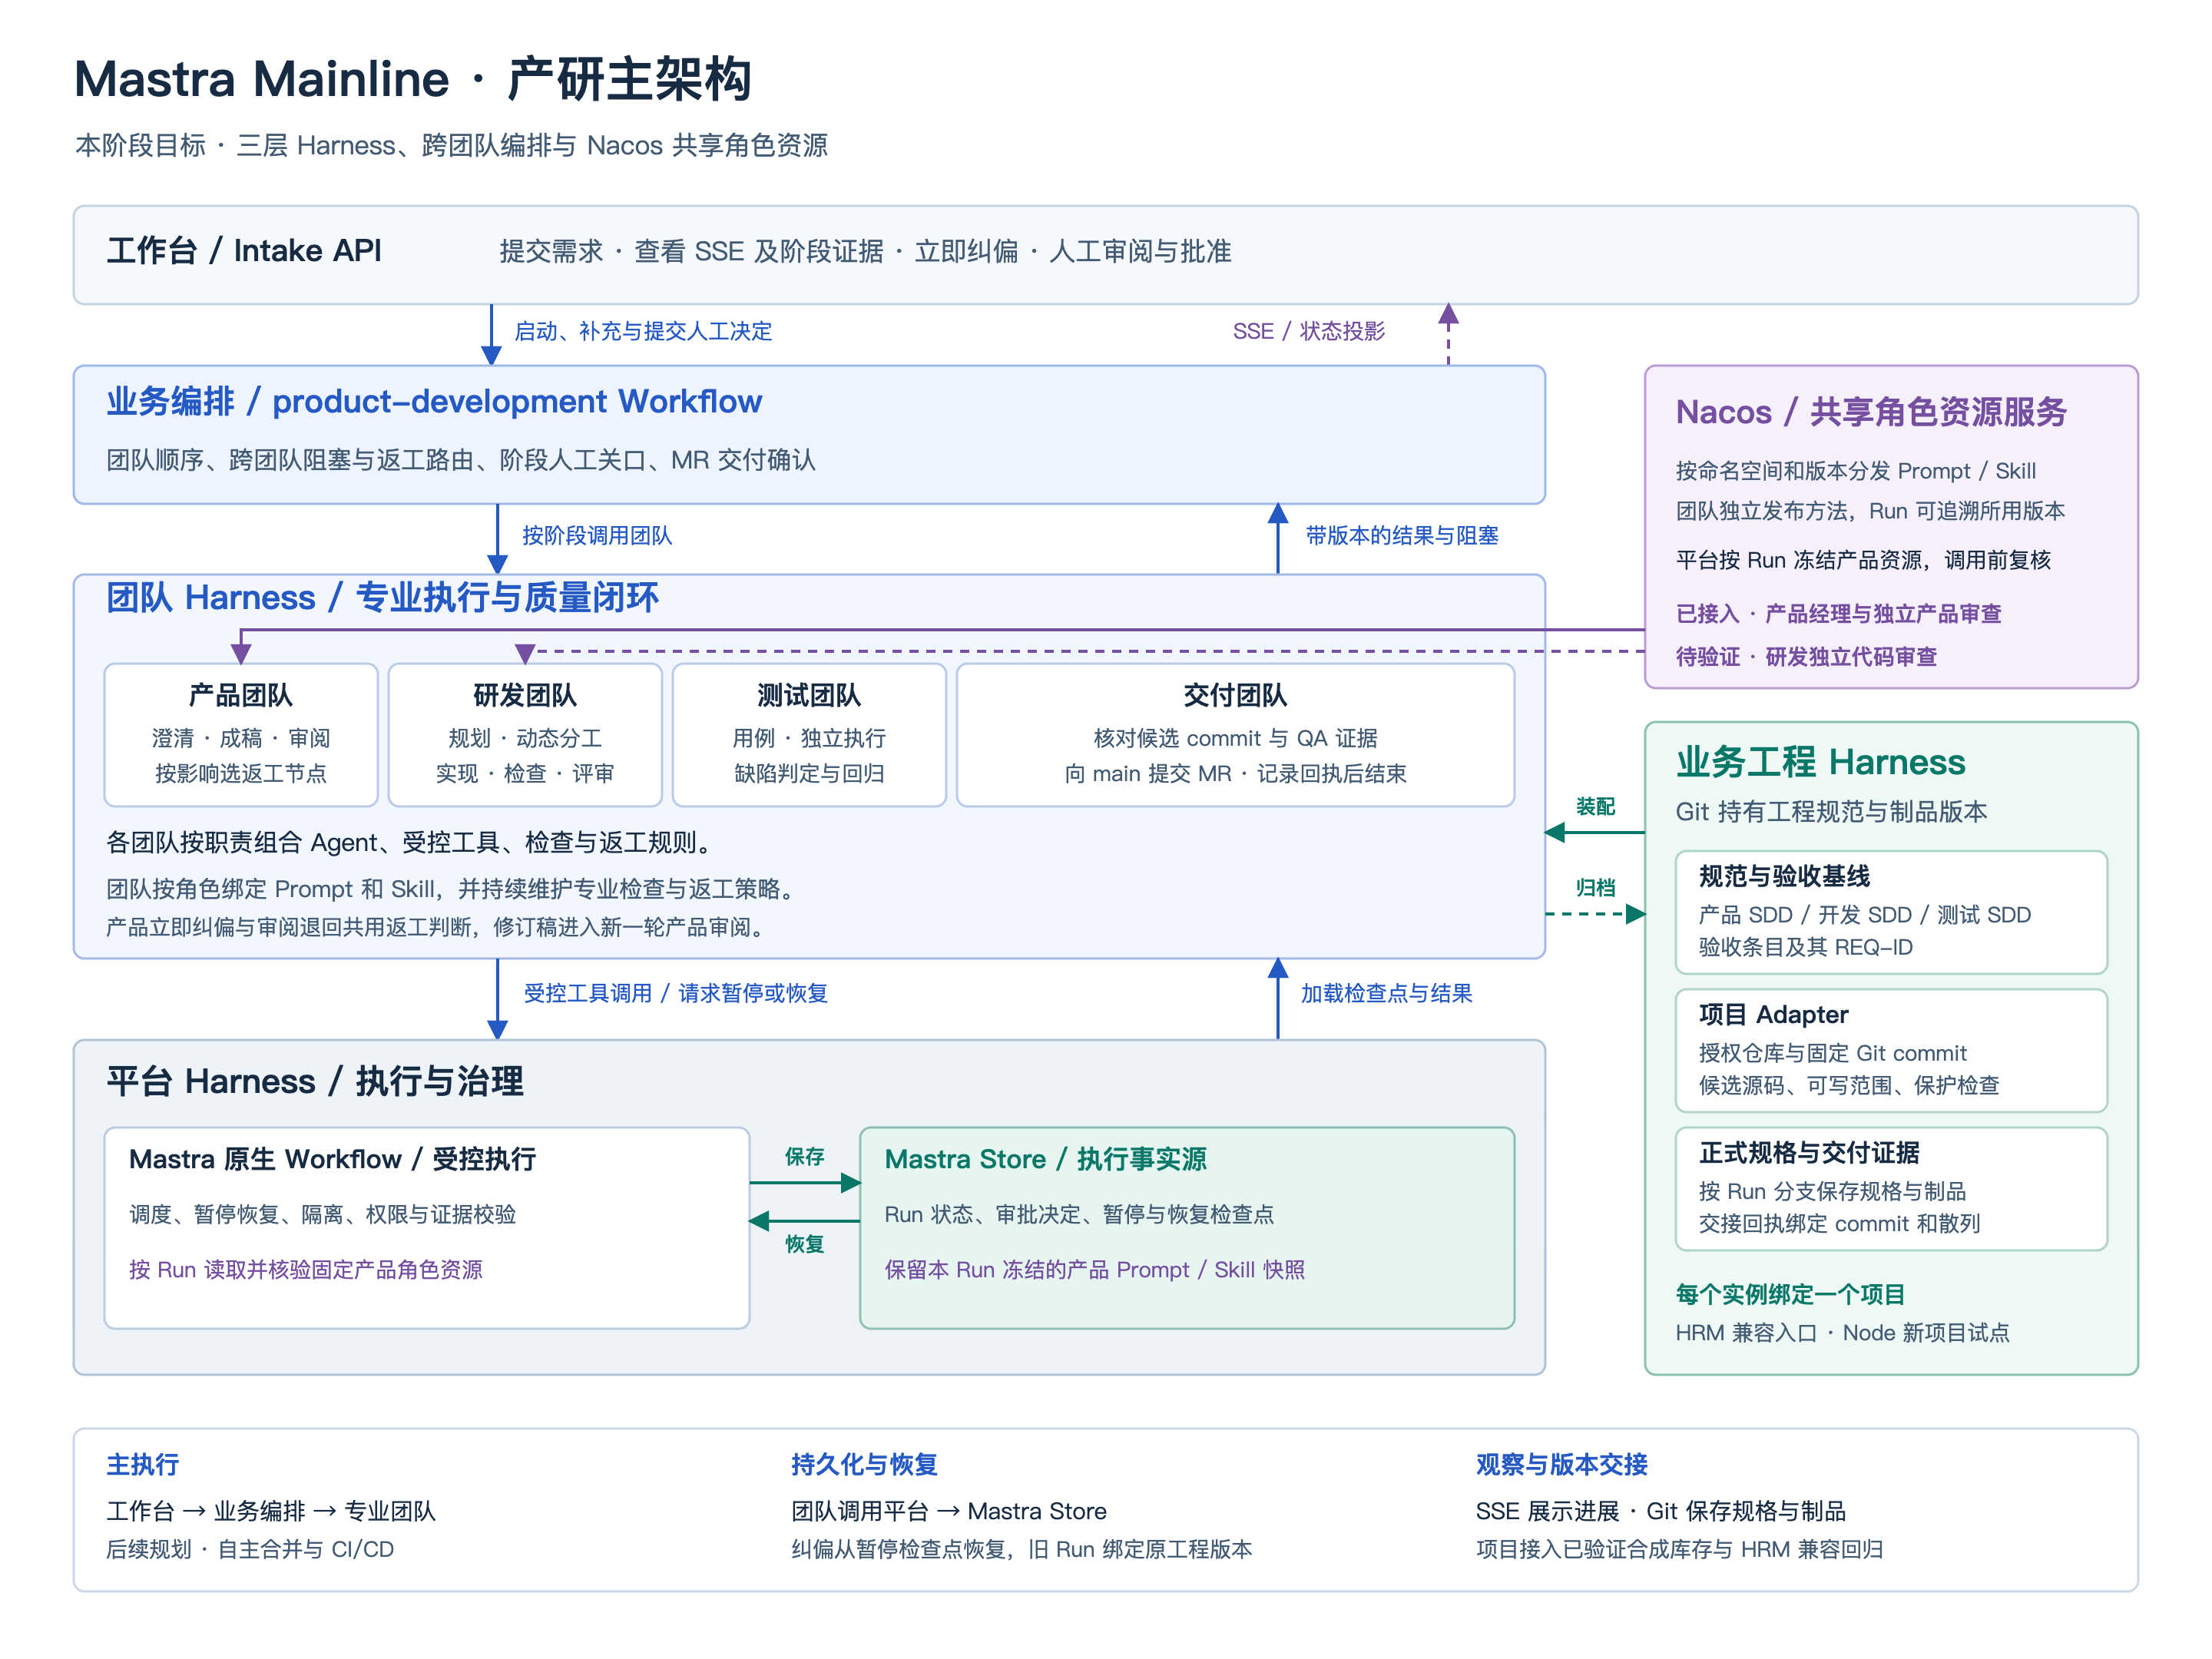 Mastra Mainline · 产研主架构
本阶段目标 · 三层 Harness、跨团队编排与 Nacos 共享角色资源
工作台 / Intake API
提交需求 · 查看 SSE 及阶段证据 · 立即纠偏 · 人工审阅与批准
启动、补充与提交人工决定
SSE / 状态投影
业务编排 / product-development Workflow
团队顺序、跨团队阻塞与返工路由、阶段人工关口、MR 交付确认
按阶段调用团队
带版本的结果与阻塞
Nacos / 共享角色资源服务
按命名空间和版本分发 Prompt / Skill
团队独立发布方法，Run 可追溯所用版本
平台按 Run 冻结产品资源，调用前复核
已接入 · 产品经理与独立产品审查
待验证 · 研发独立代码审查
团队 Harness / 专业执行与质量闭环
产品团队
澄清 · 成稿 · 审阅
按影响选返工节点
研发团队
规划 · 动态分工
实现 · 检查 · 评审
测试团队
用例 · 独立执行
缺陷判定与回归
交付团队
核对候选 commit 与 QA 证据
向 main 提交 MR · 记录回执后结束
各团队按职责组合 Agent、受控工具、检查与返工规则。
团队按角色绑定 Prompt 和 Skill，并持续维护专业检查与返工策略。
产品立即纠偏与审阅退回共用返工判断，修订稿进入新一轮产品审阅。
装配
归档
业务工程 Harness
Git 持有工程规范与制品版本
规范与验收基线
产品 SDD / 开发 SDD / 测试 SDD
验收条目及其 REQ-ID
项目 Adapter
授权仓库与固定 Git commit
候选源码、可写范围、保护检查
正式规格与交付证据
按 Run 分支保存规格与制品
交接回执绑定 commit 和散列
每个实例绑定一个项目
HRM 兼容入口 · Node 新项目试点
受控工具调用 / 请求暂停或恢复
加载检查点与结果
平台 Harness / 执行与治理
Mastra 原生 Workflow / 受控执行
调度、暂停恢复、隔离、权限与证据校验
按 Run 读取并核验固定产品角色资源
保存
恢复
Mastra Store / 执行事实源
Run 状态、审批决定、暂停与恢复检查点
保留本 Run 冻结的产品 Prompt / Skill 快照
主执行
工作台 → 业务编排 → 专业团队
后续规划 · 自主合并与 CI/CD
持久化与恢复
团队调用平台 → Mastra Store
纠偏从暂停检查点恢复，旧 Run 绑定原工程版本
观察与版本交接
SSE 展示进展 · Git 保存规格与制品
项目接入已验证合成库存与 HRM 兼容回归